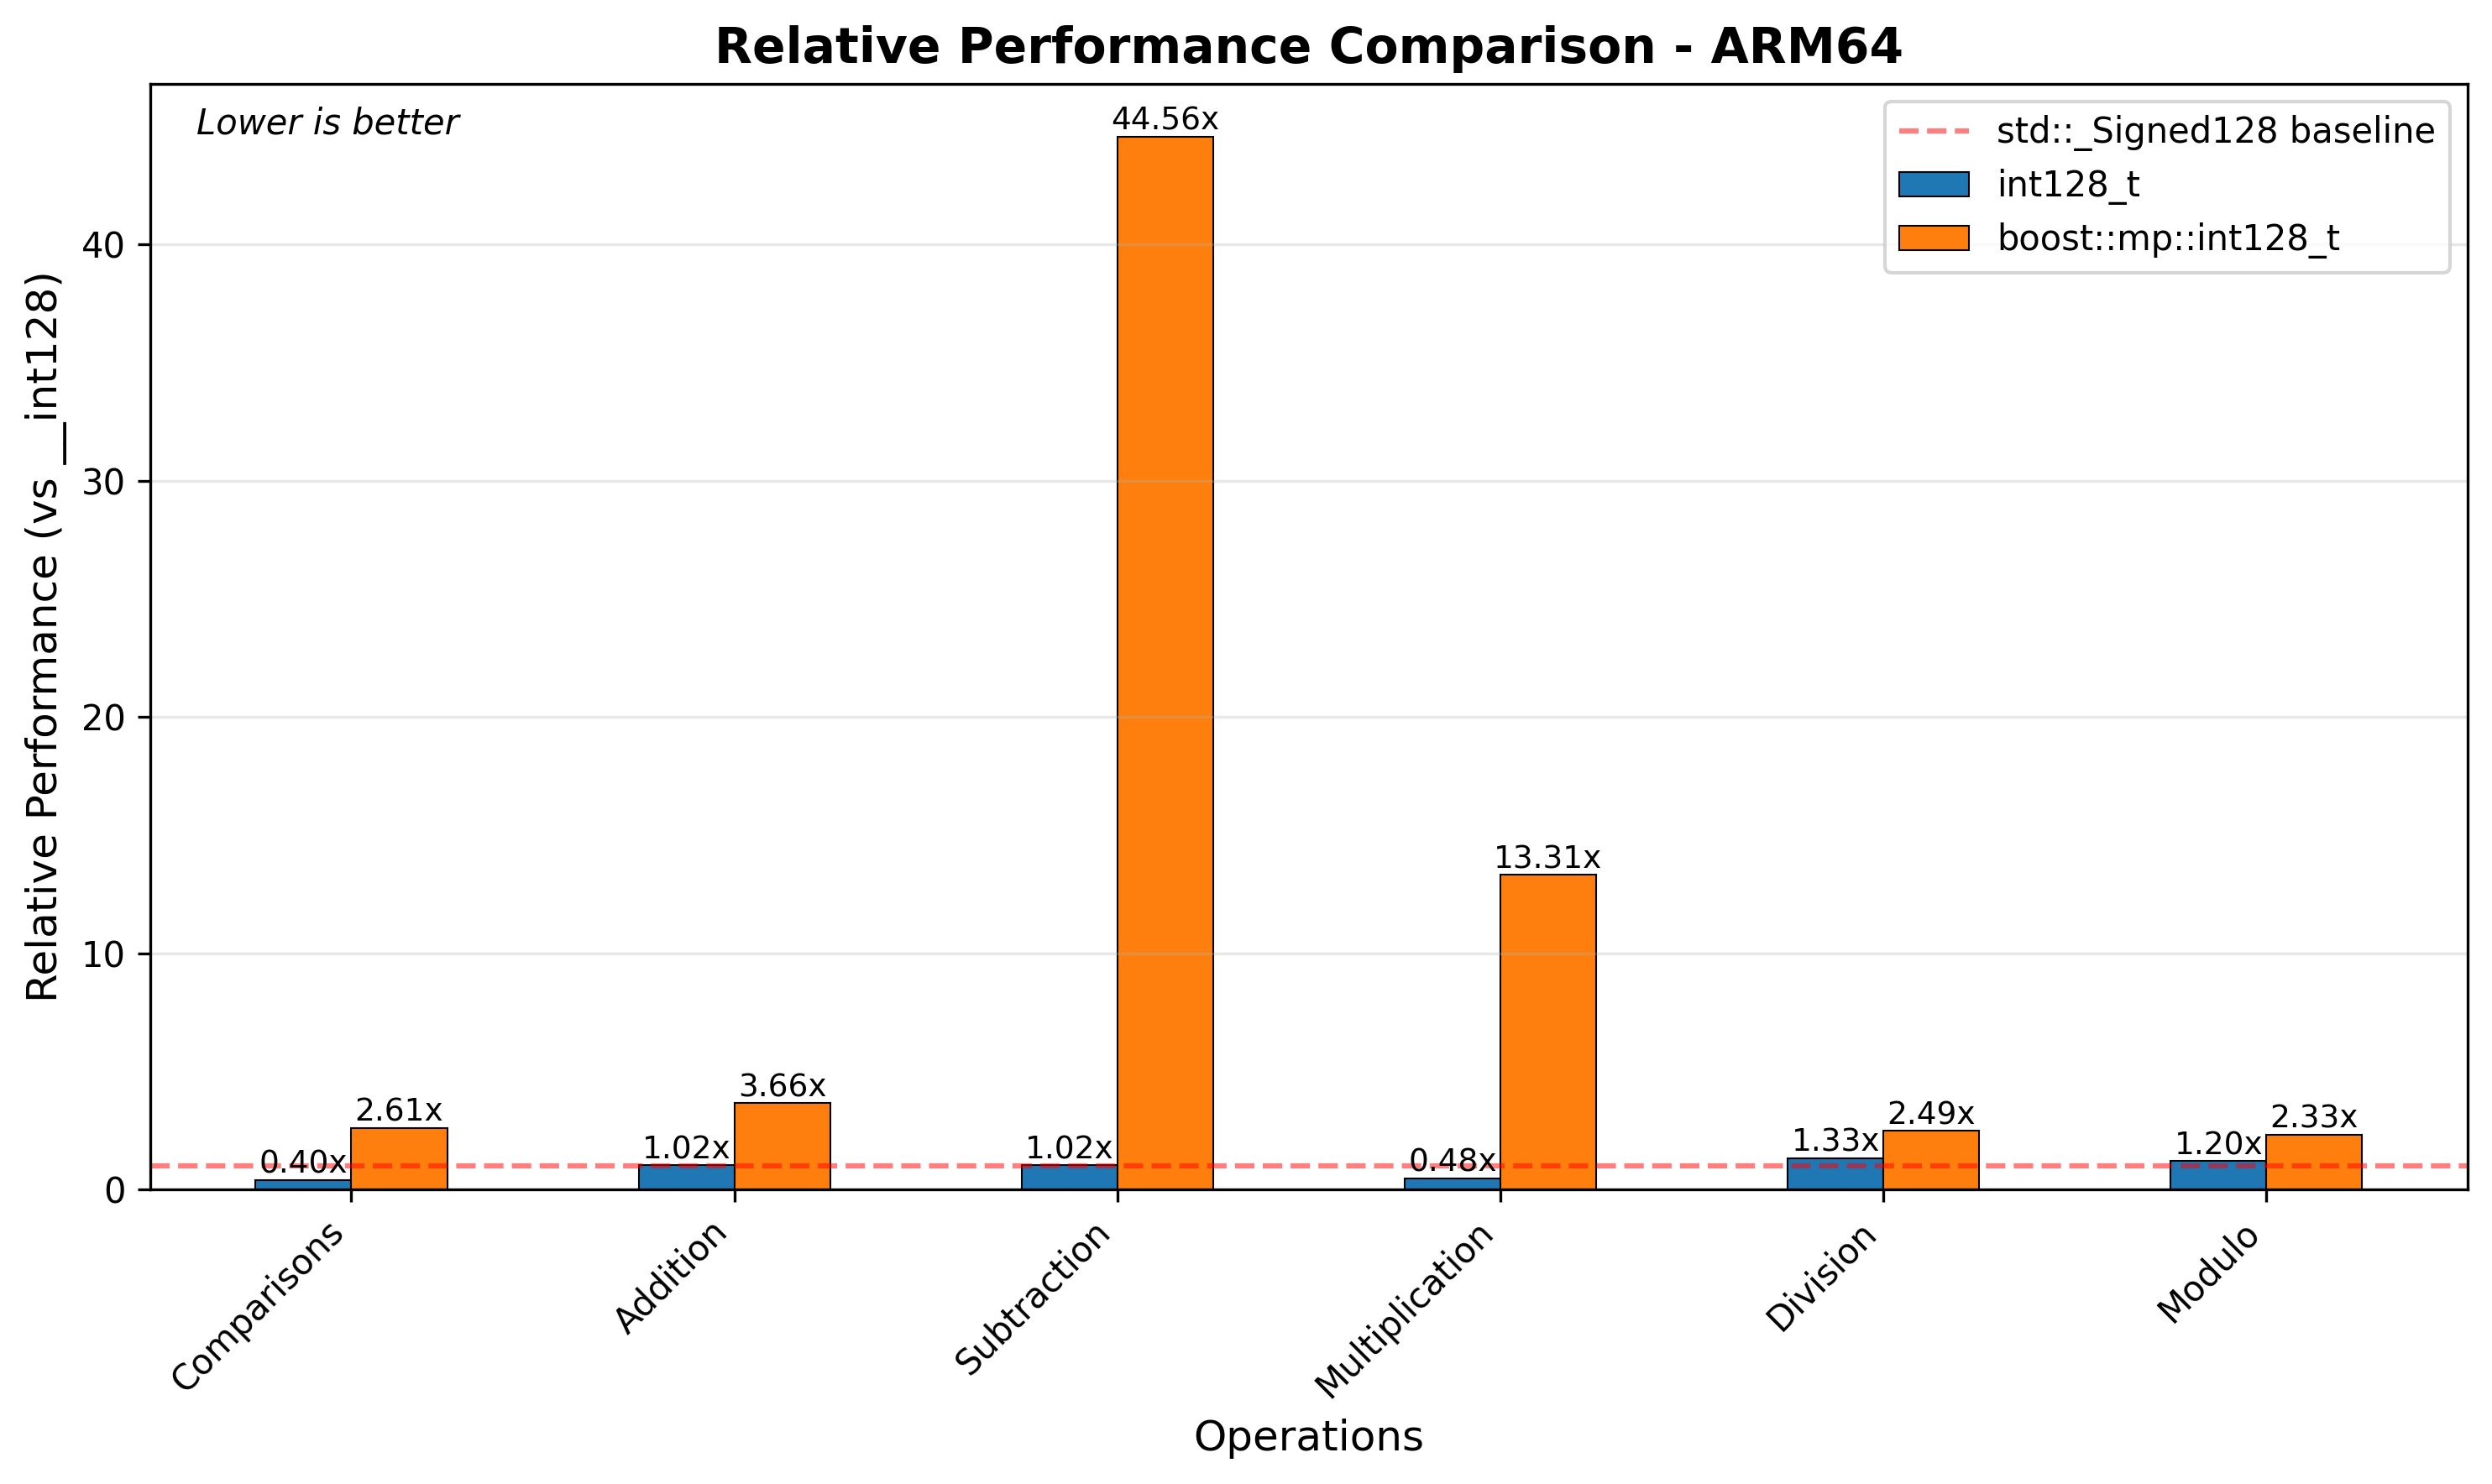 Relative Performance Comparison - ARM64
Lower is better
std::_Signed128 baseline
int128_t
boost::mp::int128_t
Relative Performance (vs __int128)
40
30
20
10
0
0.40x
2.61x
1.02x
3.66x
1.02x
44.56x
0.48x
13.31x
1.33x
2.49x
1.20x
2.33x
Comparisons
Addition
Subtraction
Multiplication
Division
Modulo
Operations